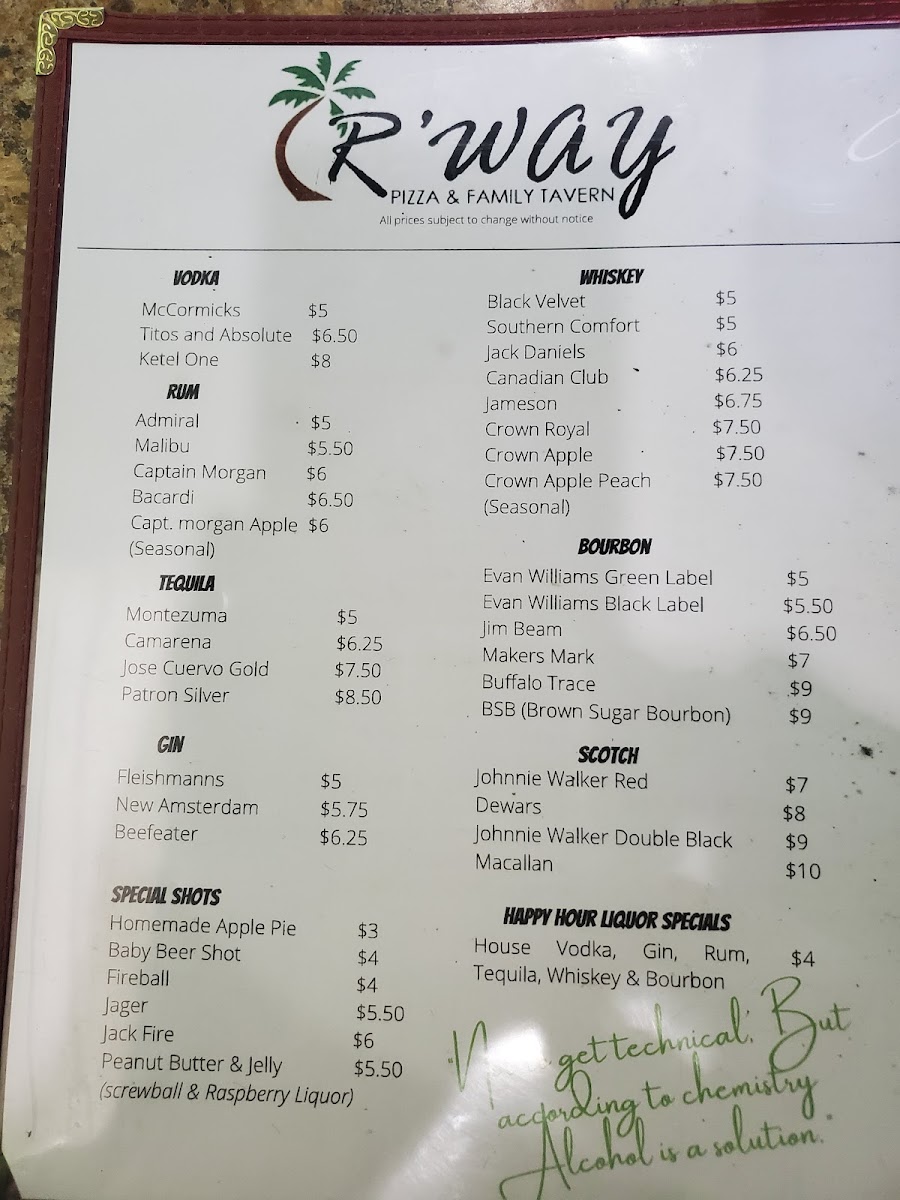 R'WAY
PIZZA & FAMILY TAVERN
All prices subject to change without notice
VODKA
McCormicks $5
Titos and Absolute $6.50
Ketel One $8
RUM
Admiral $5
Malibu $5.50
Captain Morgan $6
Bacardi $6.50
Capt. morgan Apple $6
(Seasonal)
TEQUILA
Montezuma $5
Camarena $6.25
Jose Cuervo Gold $7.50
Patron Silver $8.50
GIN
Fleishmanns $5
New Amsterdam $5.75
Beefeater $6.25
SPECIAL SHOTS
Homemade Apple Pie $3
Baby Beer Shot $4
Fireball $4
Jager $5.50
Jack Fire $6
Peanut Butter & Jelly $5.50
(screwball & Raspberry Liquor)
WHISKEY
Black Velvet $5
Southern Comfort $5
Jack Daniels $6
Canadian Club $6.25
Jameson $6.75
Crown Royal $7.50
Crown Apple $7.50
Crown Apple Peach $7.50
(Seasonal)
BOURBON
Evan Williams Green Label $5
Evan Williams Black Label $5.50
Jim Beam $6.50
Makers Mark $7
Buffalo Trace $9
BSB (Brown Sugar Bourbon) $9
SCOTCH
Johnnie Walker Red $7
Dewars $8
Johnnie Walker Double Black $9
Macallan $10
HAPPY HOUR LIQUOR SPECIALS
House Vodka, Gin, Rum, $4
Tequila, Whiskey & Bourbon
get technical. But
according to chemistry
Alcohol is a solution."